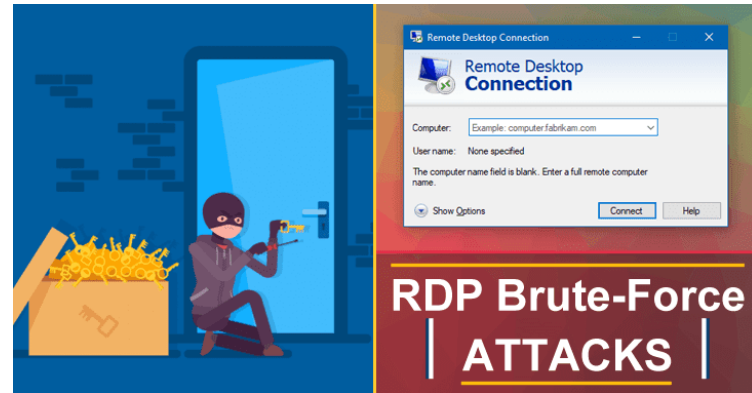 Remote Desktop Connection
Remote Desktop
Connection
Computer:
Example: computer.fabrikam.com
User name:
None specified
The computer name field is blank. Enter a full remote computer
name.
Show Options
Connect
Help
RDP Brute-Force
ATTACKS